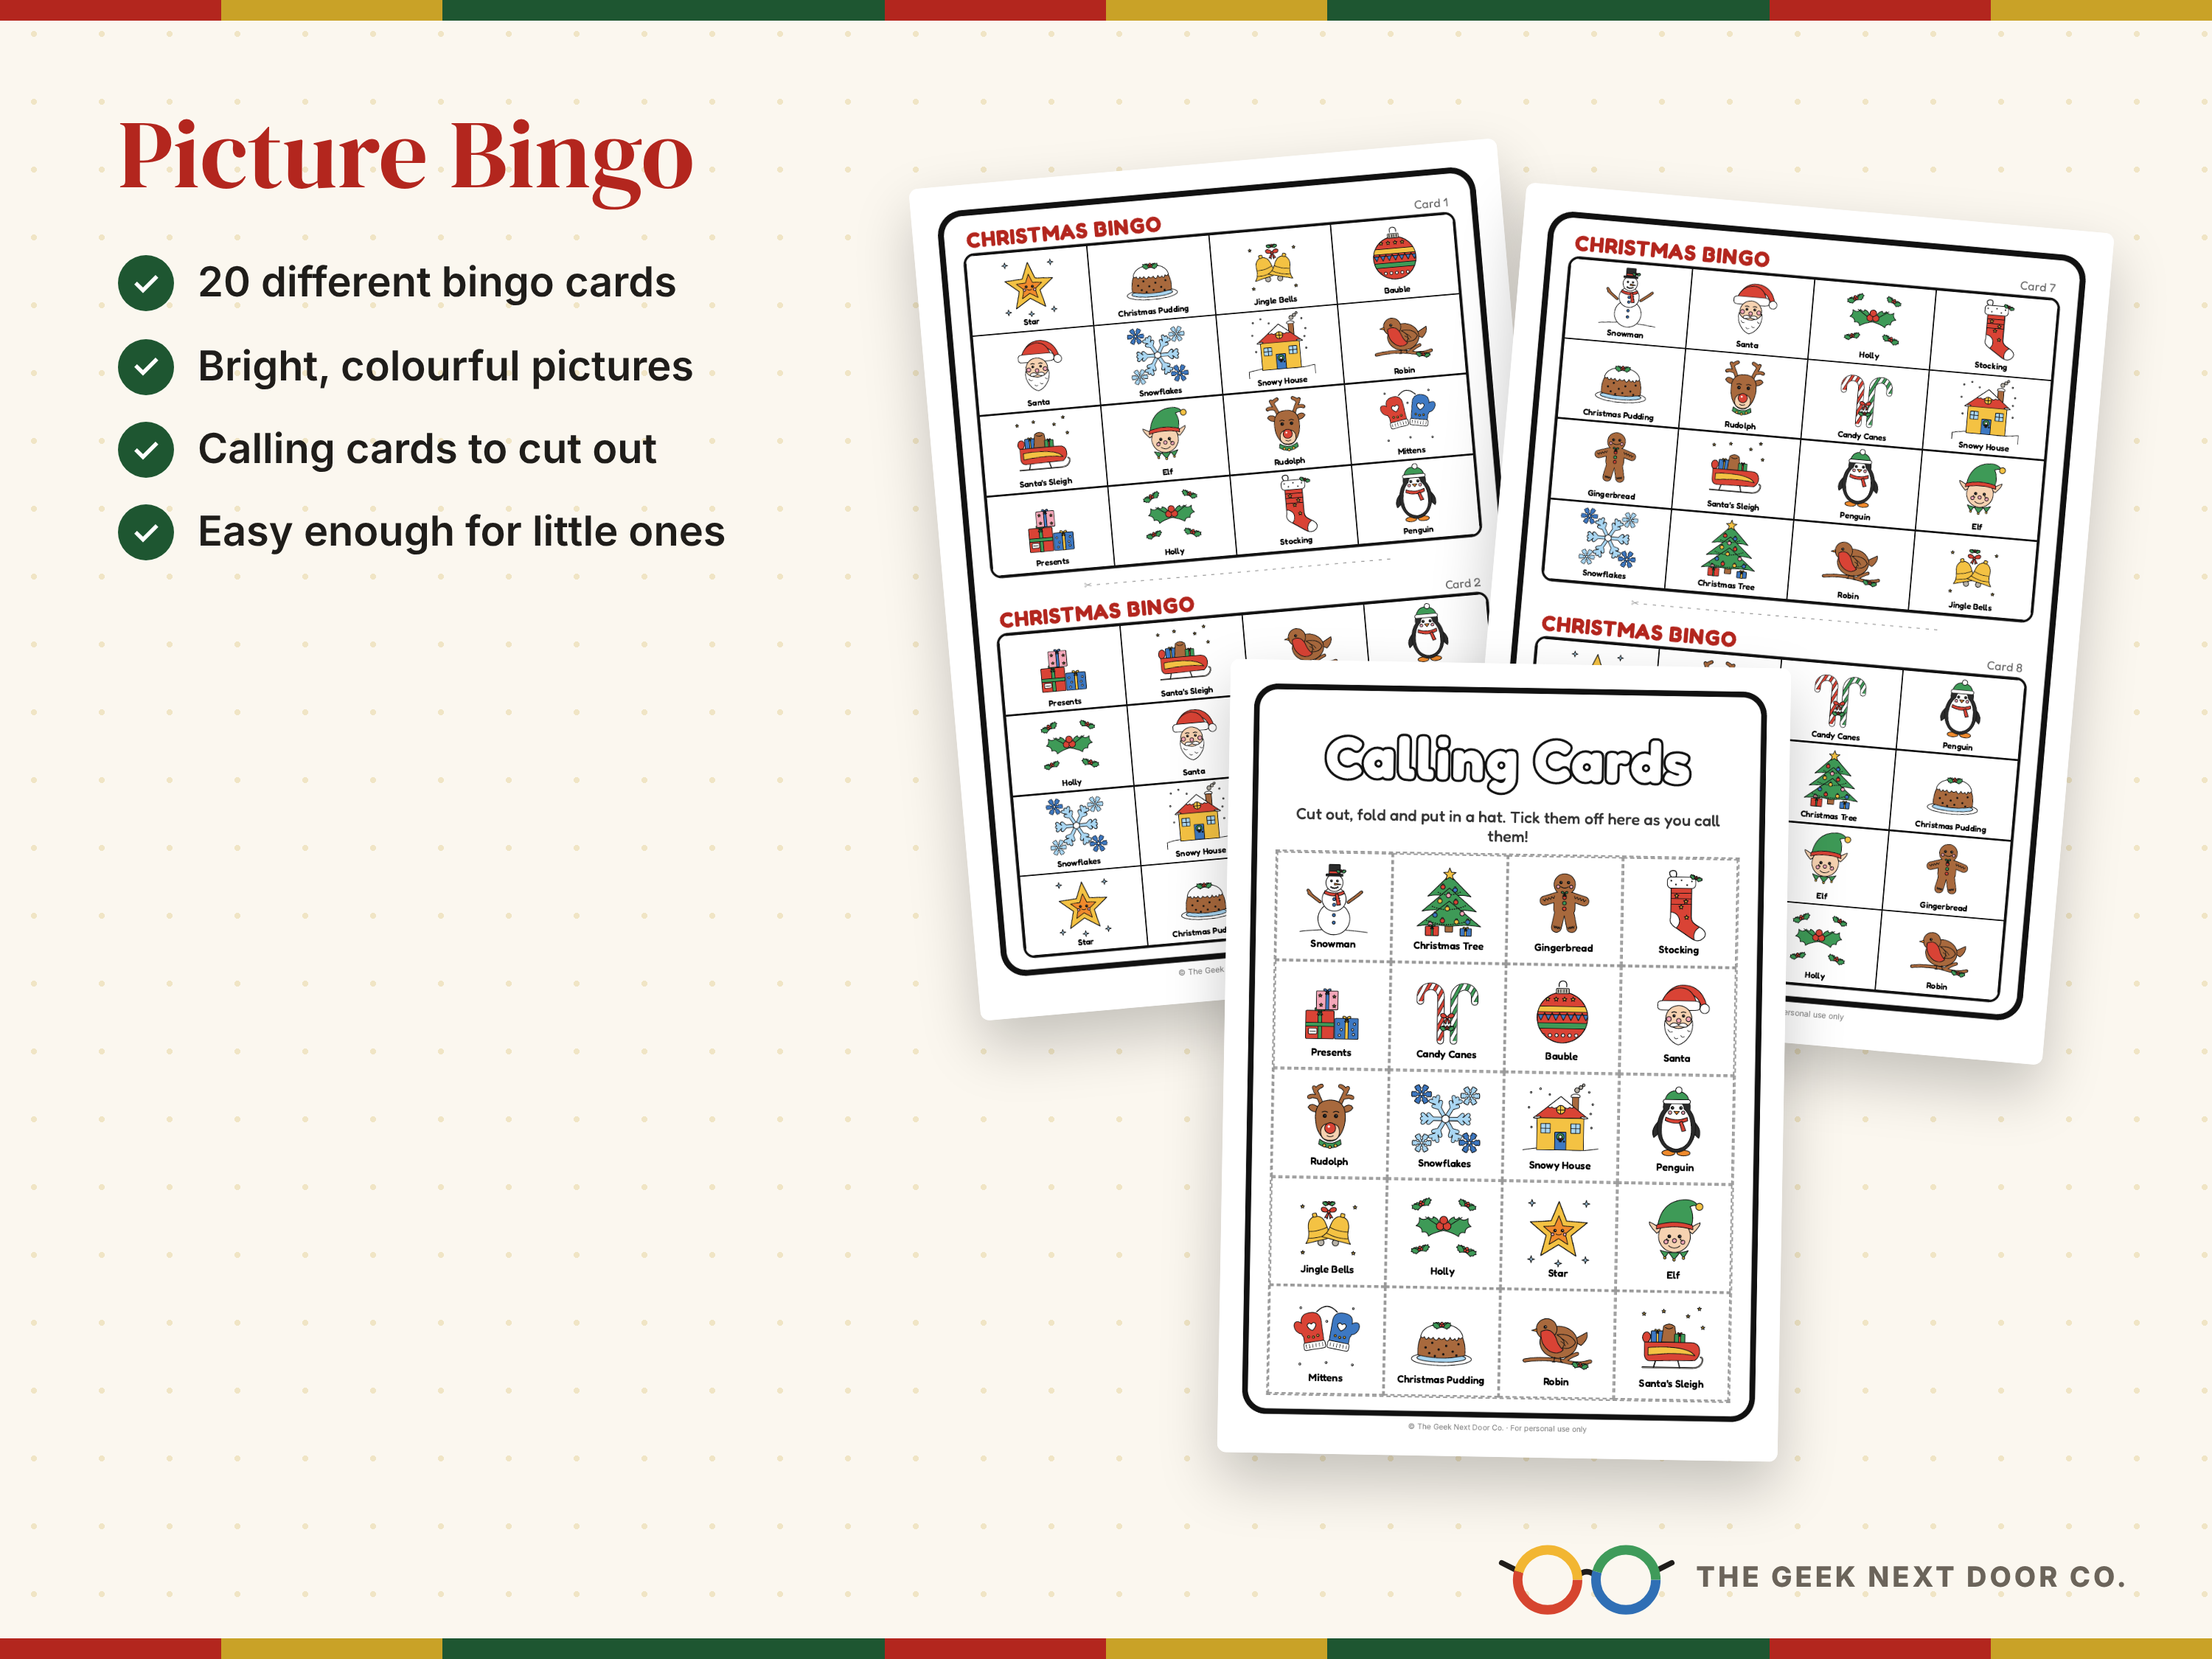 Picture Bingo
20 different bingo cards
Bright, colourful pictures
Calling cards to cut out
Easy enough for little ones
CHRISTMAS BINGO
Card 1
Star
Christmas Pudding
Jingle Bells
Bauble
Santa
Snowflakes
Snowy House
Robin
Santa's Sleigh
Elf
Rudolph
Mittens
Presents
Holly
Stocking
Penguin
CHRISTMAS BINGO
Card 2
Presents
Santa's Sleigh
Holly
Santa
Snowflakes
Snowy House
Star
Christmas Pud
© The Geek
CHRISTMAS BINGO
Card 7
Snowman
Santa
Holly
Stocking
Christmas Pudding
Rudolph
Candy Canes
Snowy House
Gingerbread
Santa's Sleigh
Penguin
Elf
Snowflakes
Christmas Tree
Robin
Jingle Bells
CHRISTMAS BINGO
Card 8
Candy Canes
Penguin
Christmas Tree
Christmas Pudding
Elf
Gingerbread
Holly
Robin
personal use only
Calling Cards
Cut out, fold and put in a hat. Tick them off here as you call
them!
Snowman
Christmas Tree
Gingerbread
Stocking
Presents
Candy Canes
Bauble
Santa
Rudolph
Snowflakes
Snowy House
Penguin
Jingle Bells
Holly
Star
Elf
Mittens
Christmas Pudding
Robin
Santa's Sleigh
© The Geek Next Door Co. · For personal use only
THE GEEK NEXT DOOR CO.